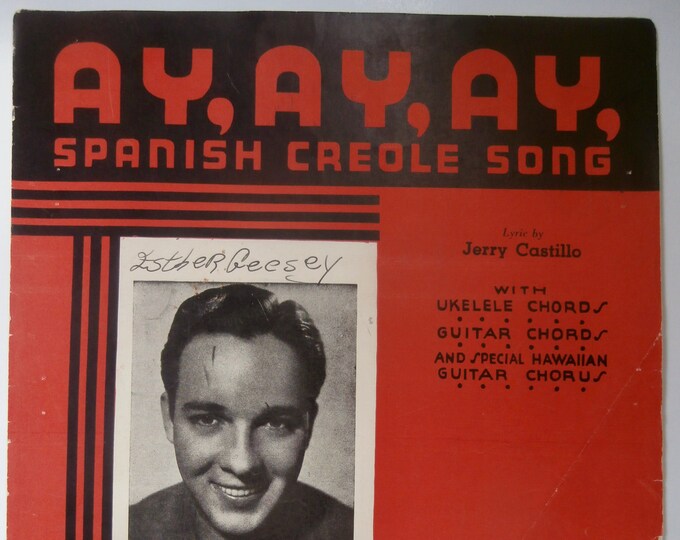 AY, AY, AY,
SPANISH CREOLE SONG
Lyric by
Jerry Castillo
WITH
UKELELE CHORDS
GUITAR CHORDS
AND SPECIAL HAWAIIAN
GUITAR CHORUS
Esther Geesey